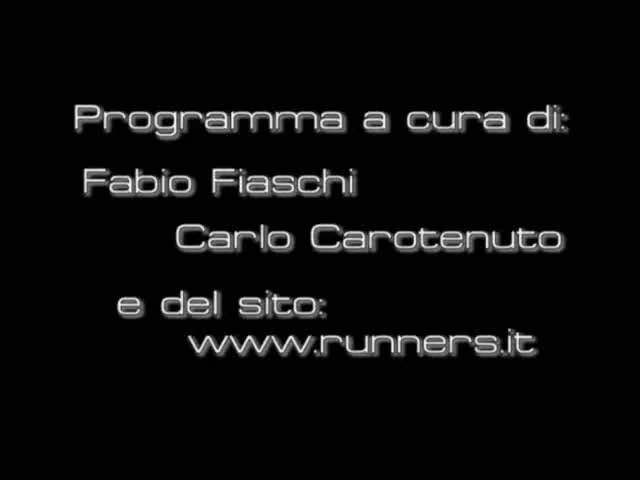 Programma a cura di:
Fabio Fiaschi
Carlo Carotenuto
e del sito:
www.runners.it